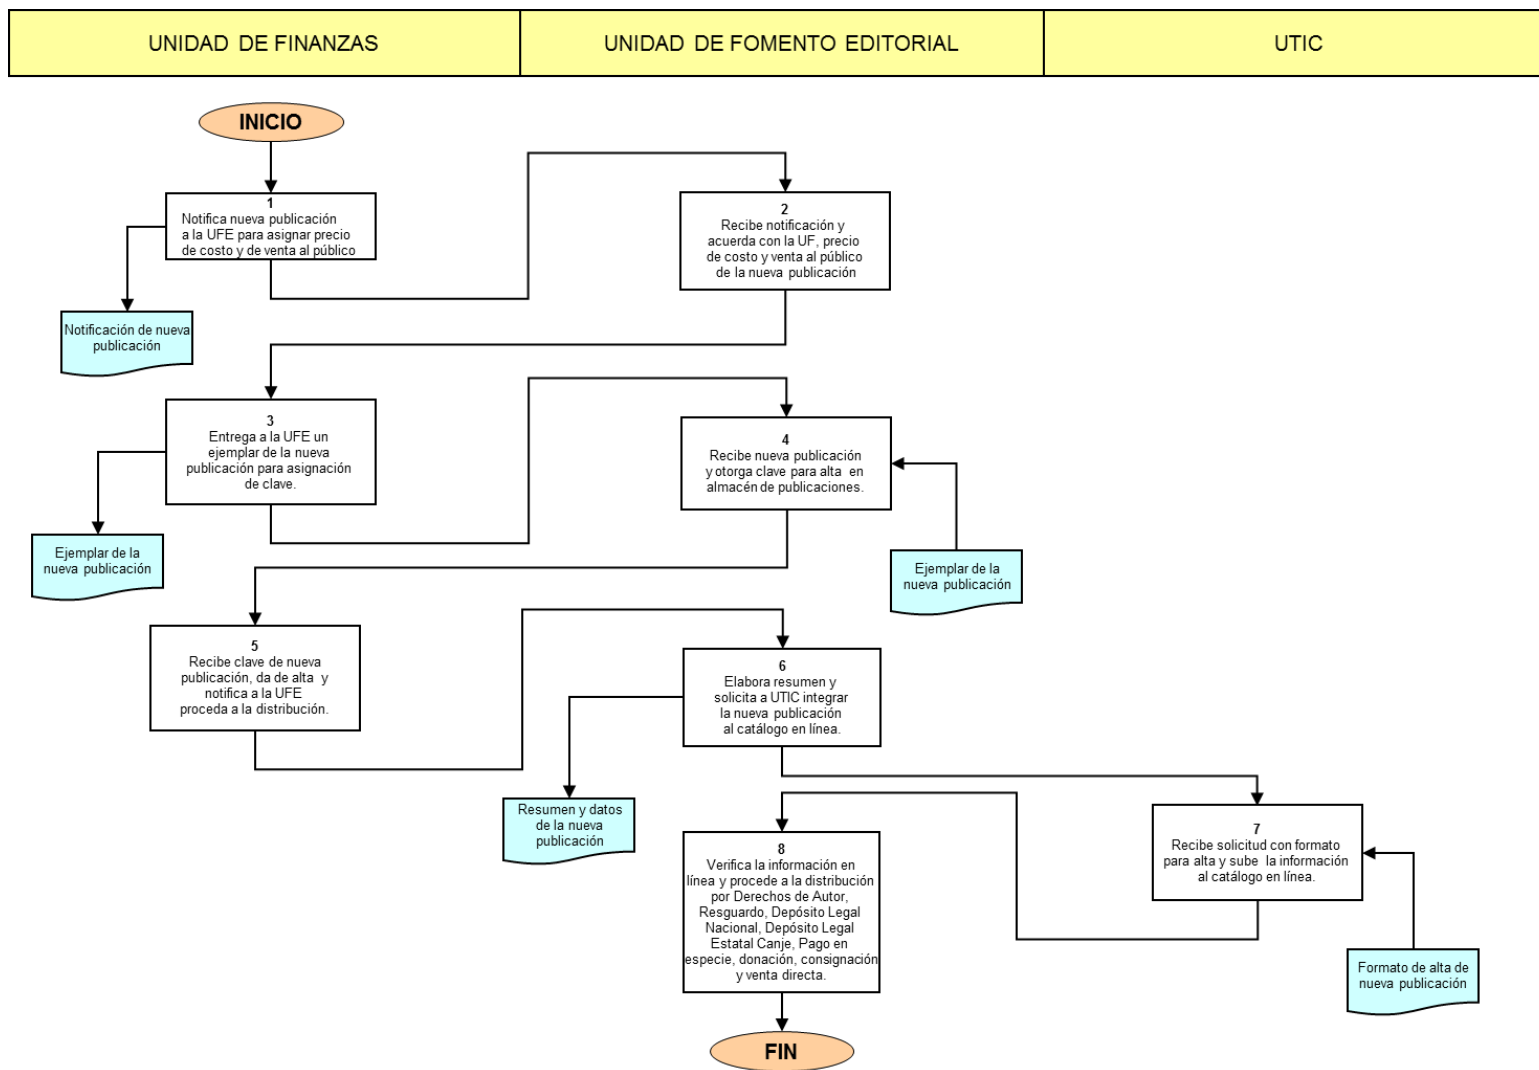 UNIDAD DE FINANZAS
UNIDAD DE FOMENTO EDITORIAL
UTIC
INICIO
1
Notifica nueva publicación
a la UFE para asignar precio
de costo y de venta al público
2
Recibe notificación y
acuerda con la UF, precio
de costo y venta al público
de la nueva publicación
Notificación de nueva
publicación
3
Entrega a la UFE un
ejemplar de la nueva
publicación para asignación
de clave.
4
Recibe nueva publicación
y otorga clave para alta en
almacén de publicaciones.
Ejemplar de la
nueva publicación
Ejemplar de la
nueva publicación
5
Recibe clave de nueva
publicación, da de alta y
notifica a la UFE
proceda a la distribución.
6
Elabora resumen y
solicita a UTIC integrar
la nueva publicación
al catálogo en línea.
Resumen y datos
de la nueva
publicación
7
Recibe solicitud con formato
para alta y sube la información
al catálogo en línea.
8
Verifica la información en
línea y procede a la distribución
por Derechos de Autor,
Resguardo, Depósito Legal
Nacional, Depósito Legal
Estatal Canje, Pago en
especie, donación, consignación
y venta directa.
Formato de alta de
nueva publicación
FIN